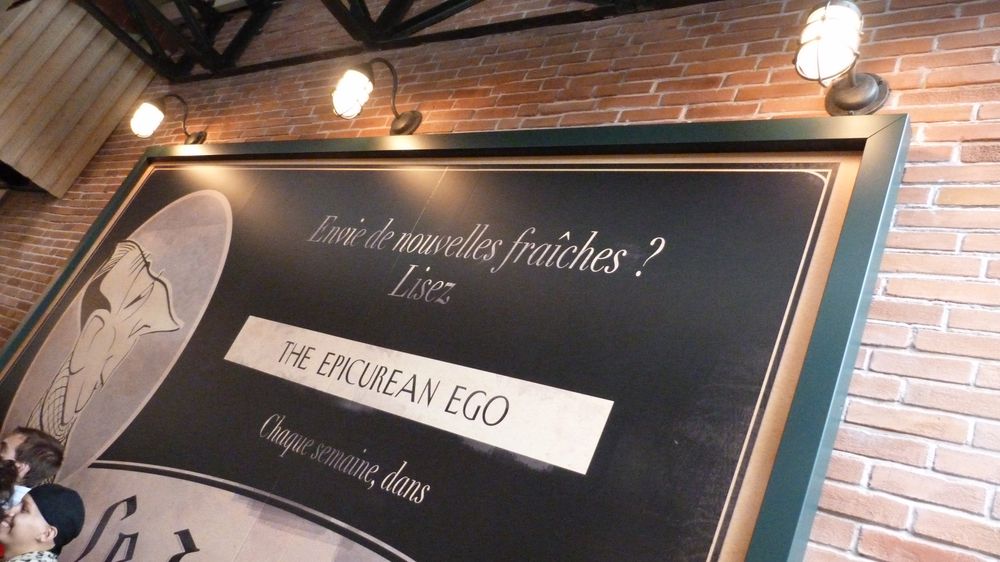 Envie de nouvelles fraîches ?
Lisez
THE EPICUREAN EGO
Chaque semaine, dans